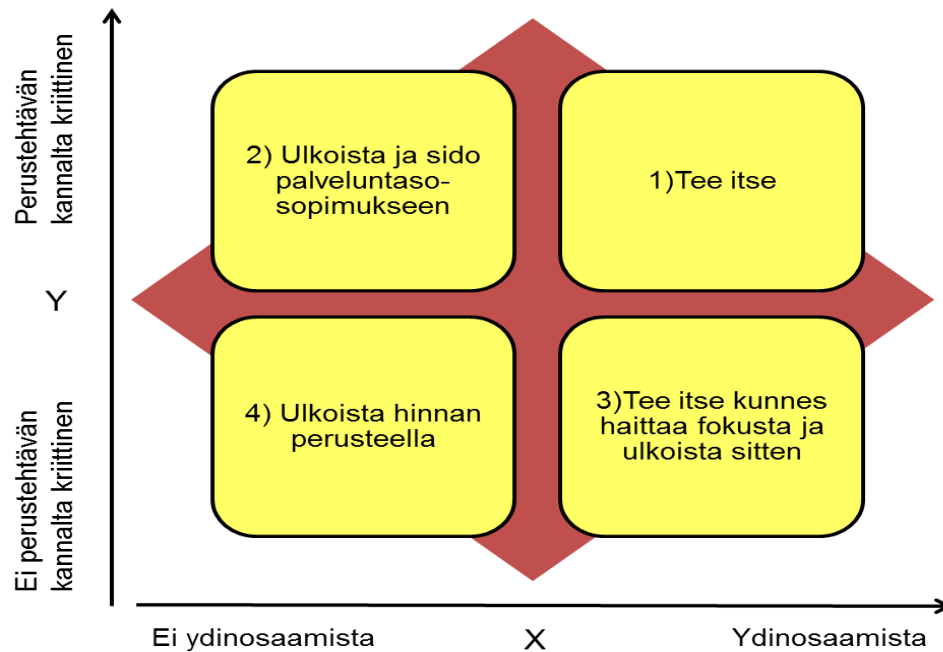 Perustehtävän
kannalta kriittinen
Y
Ei perustehtävän
kannalta kriittinen
2) Ulkoista ja sido
palveluntaso-
sopimukseen
1)Tee itse
4) Ulkoista hinnan
perusteella
3)Tee itse kunnes
haittaa fokusta ja
ulkoista sitten
Ei ydinosaamista
X
Ydinosaamista